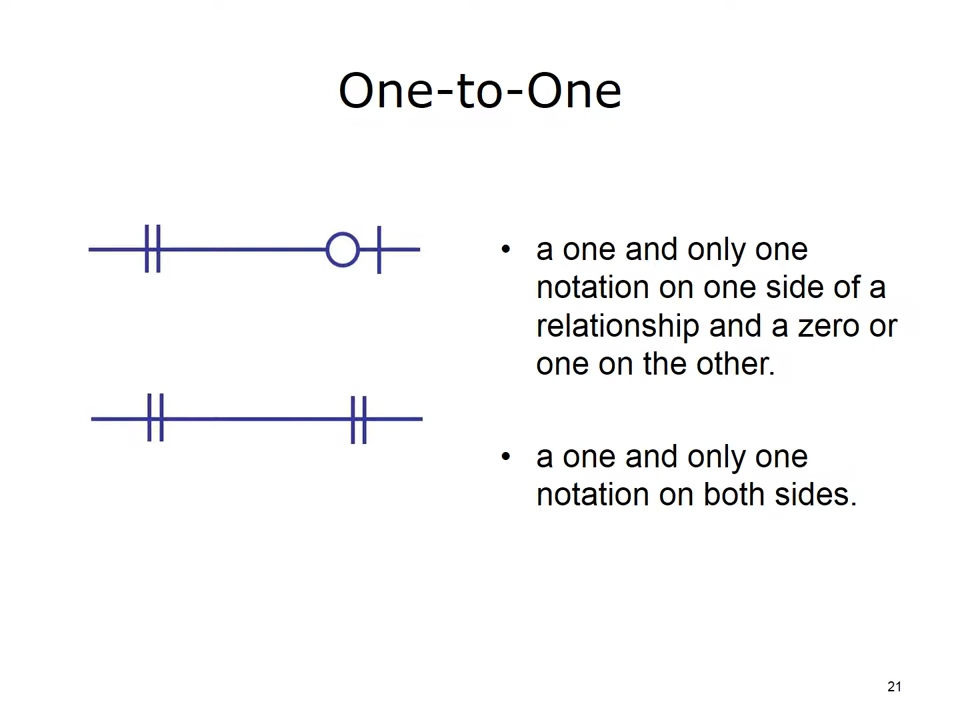 One-to-One
• a one and only one
notation on one side of a
relationship and a zero or
one on the other.
• a one and only one
notation on both sides.
21